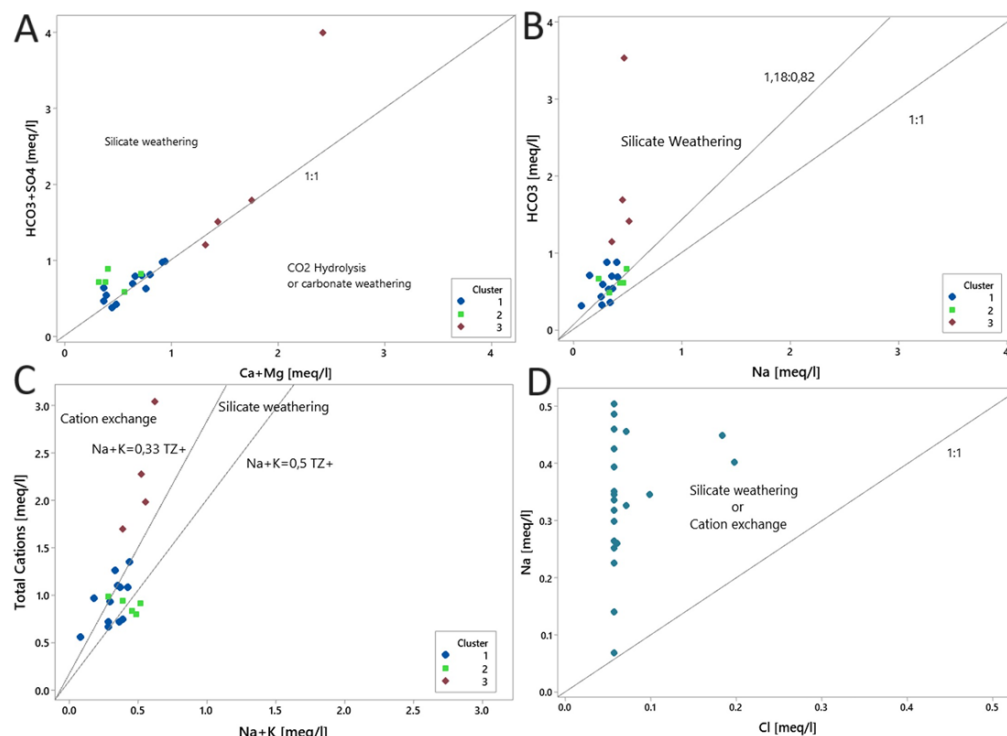 A
HCO3+SO4 [meq/l]
4
3
2
1
0
Silicate weathering
1:1
CO2 Hydrolysis
or carbonate weathering
Cluster
1
2
3
0
1
2
3
4
Ca+Mg [meq/l]
B
HCO3 [meq/l]
4
3
2
1
0
1,18:0,82
1:1
Silicate Weathering
Cluster
1
2
3
0
1
2
3
4
Na [meq/l]
C
Total Cations [meq/l]
3.0
2.5
2.0
1.5
1.0
0.5
0.0
Cation exchange
Silicate weathering
Na+K=0,33 TZ+
Na+K=0,5 TZ+
Cluster
1
2
3
0.0
0.5
1.0
1.5
2.0
2.5
3.0
Na+K [meq/l]
D
Na [meq/l]
0.5
0.4
0.3
0.2
0.1
0.0
1:1
Silicate weathering
or
Cation exchange
0.0
0.1
0.2
0.3
0.4
0.5
Cl [meq/l]